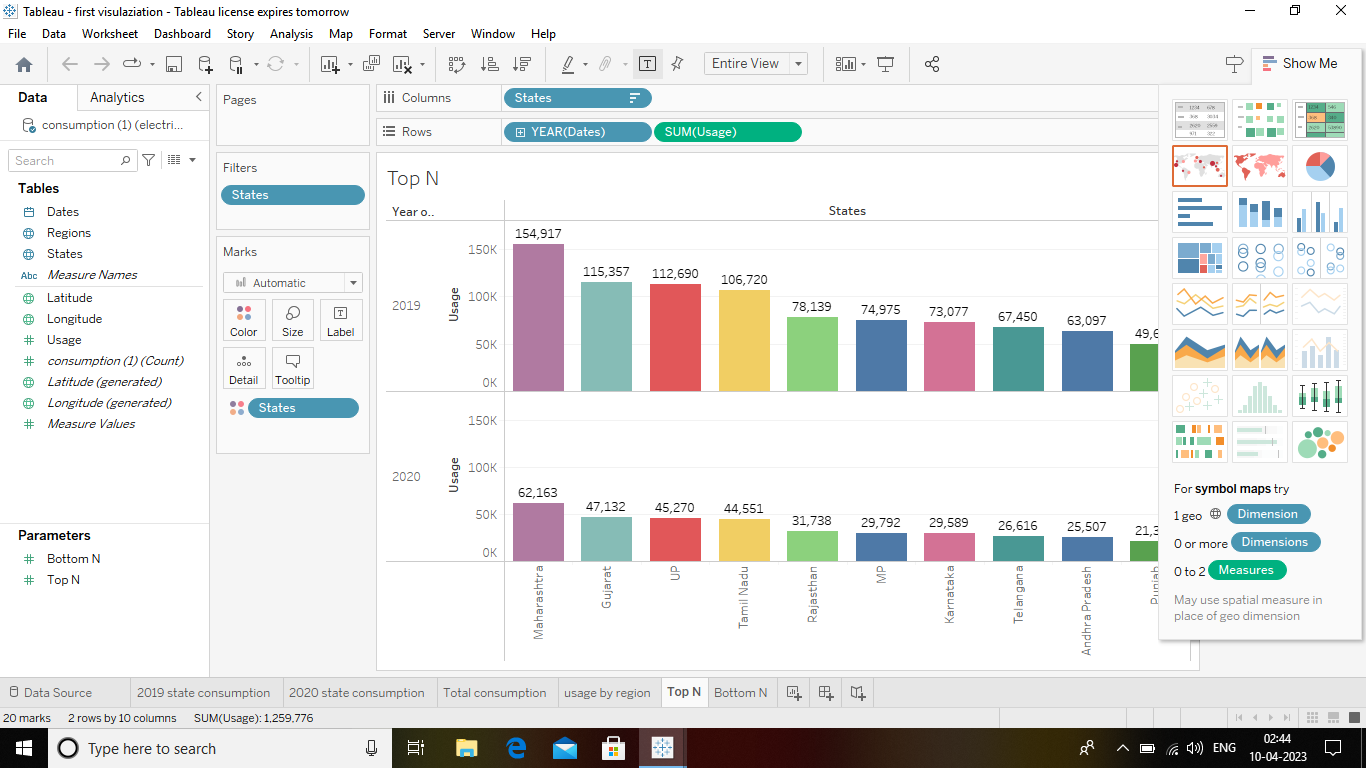 Tableau - first visulaziation - Tableau license expires tomorrow
File Data Worksheet Dashboard Story Analysis Map Format Server Window Help
Entire View
Show Me
Data Analytics
consumption (1) (electri...
Search
Tables
Dates
Regions
States
Abc Measure Names
Latitude
Longitude
Usage
consumption (1) (Count)
Latitude (generated)
Longitude (generated)
Measure Values
Parameters
Bottom N
Top N
Pages
Filters
States
Marks
Automatic
Color Size Label
Detail Tooltip
States
Columns States
Rows YEAR(Dates) SUM(Usage)
Top N
Year o..
States
2019
Usage
150K
100K
50K
0K
154,917 115,357 112,690 106,720 78,139 74,975 73,077 67,450 63,097 49,6
2020
Usage
150K
100K
50K
0K
62,163 47,132 45,270 44,551 31,738 29,792 29,589 26,616 25,507 21,3
Maharashtra Gujarat UP Tamil Nadu Rajasthan MP Karnataka Telangana Andhra Pradesh
For symbol maps try
1 geo Dimension
0 or more Dimensions
0 to 2 Measures
May use spatial measure in
place of geo dimension
Data Source 2019 state consumption 2020 state consumption Total consumption usage by region Top N Bottom N
20 marks 2 rows by 10 columns SUM(Usage): 1,259,776
Type here to search
ENG
02:44
10-04-2023